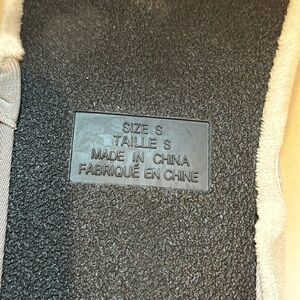 SIZE S
TAILLE S
MADE IN CHINA
FABRIQUÉ EN CHINE